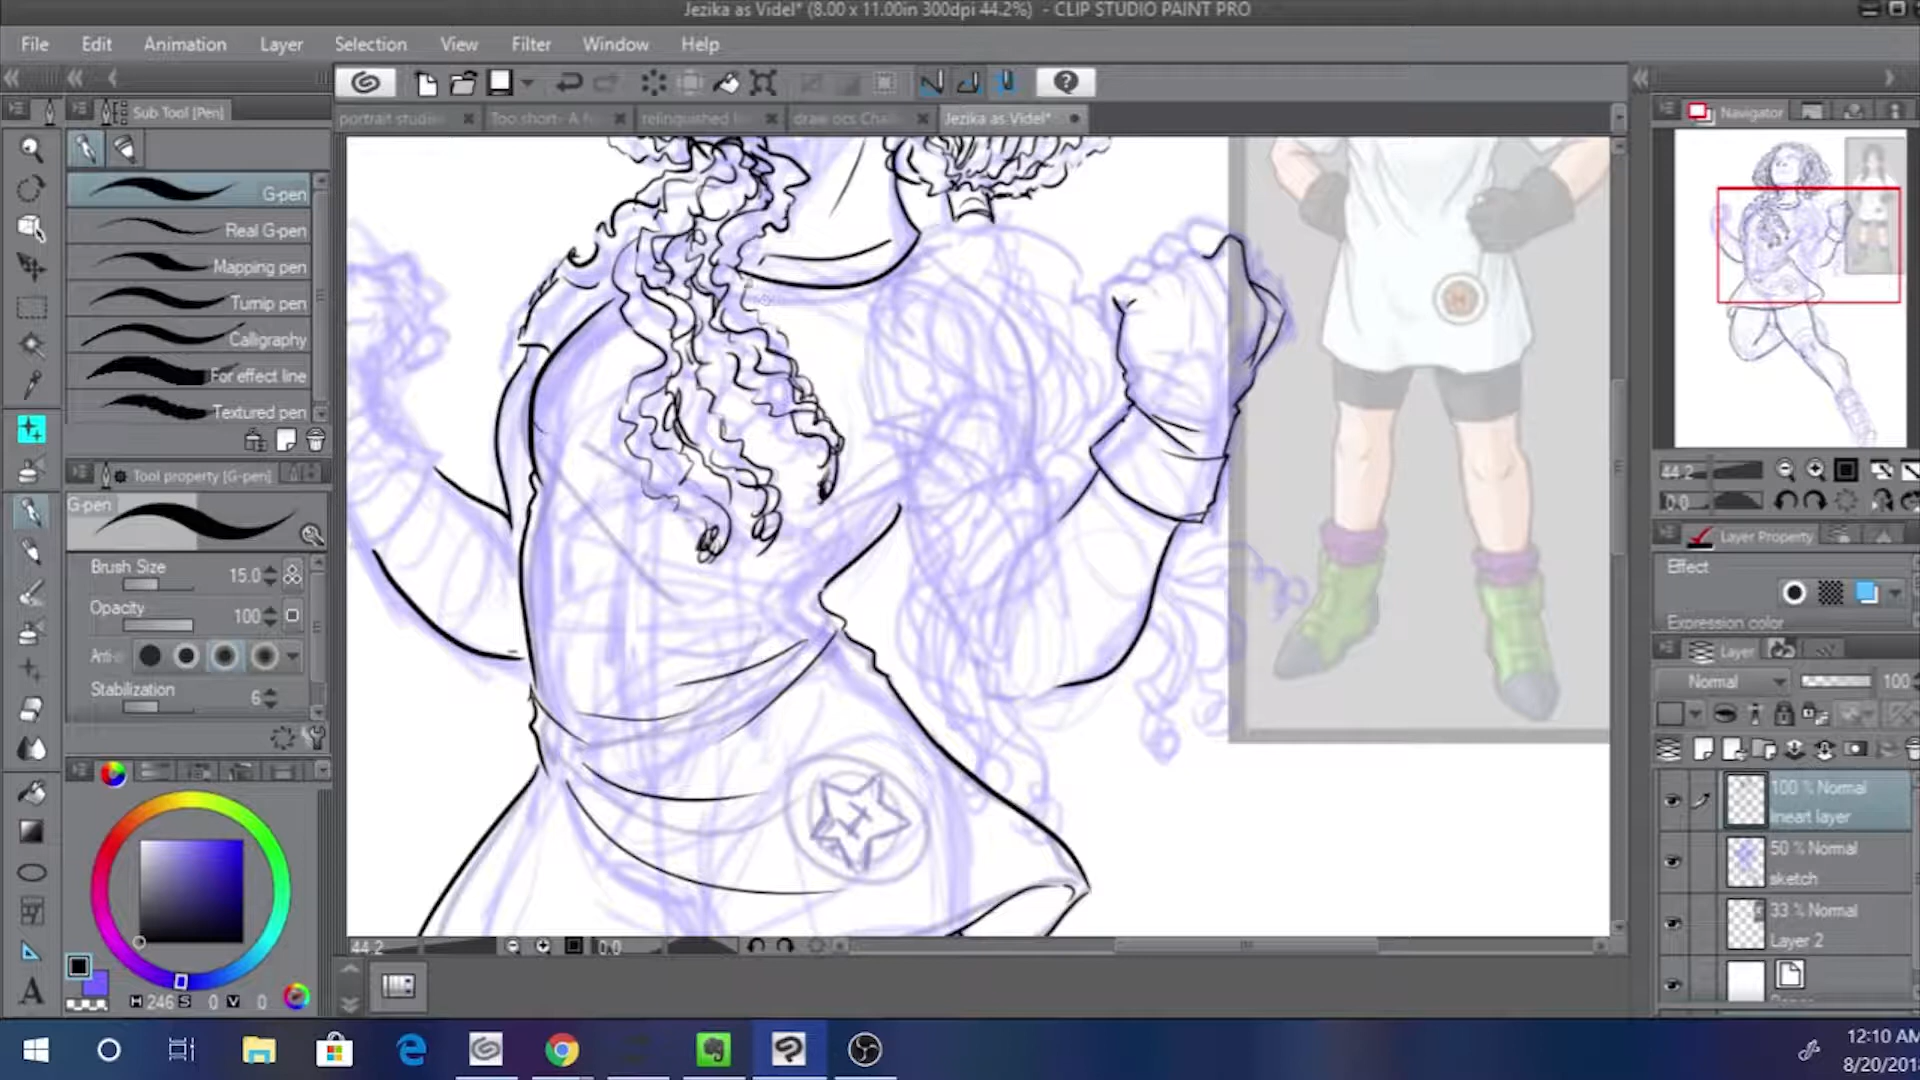 Jezika as Videl* (8.00 x 11.00in 300dpi 44.2%) - CLIP STUDIO PAINT PRO
File Edit Animation Layer Selection View Filter Window Help
Sub Tool [Pen]
portrait studie Too short- A f relinquished li draw ocs Chall Jezika as Videl*
Navigator
G-pen
Real G-pen
Mapping pen
Turnip pen
Calligraphy
For effect line
Textured pen
Tool property [G-pen]
G-pen
Brush Size 15.0
Opacity 100
Anti-a
Stabilization 6
H 246 S 0 V 0
44.2 0.0
44.2
0.0
Layer Property
Effect
Expression color
Layer
Normal 100
100 % Normal
lineart layer
50 % Normal
sketch
33 % Normal
Layer 2
12:10 AM
8/20/201